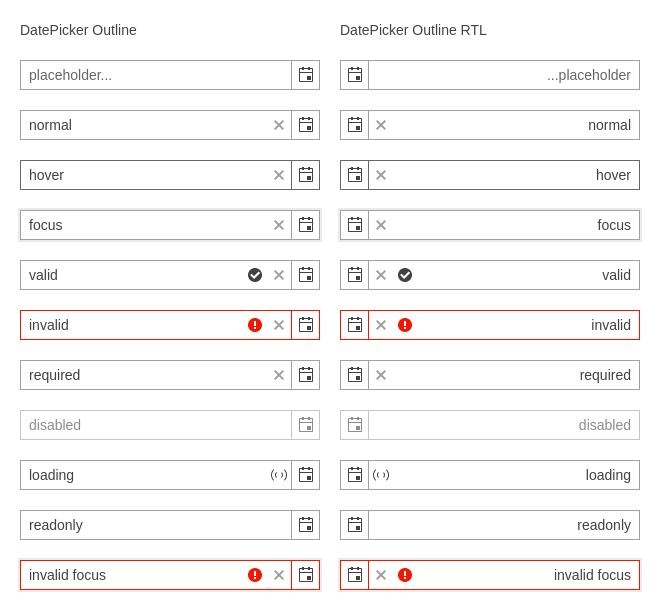 DatePicker Outline
placeholder...
normal
hover
focus
valid
invalid
required
disabled
loading
readonly
invalid focus
DatePicker Outline RTL
...placeholder
normal
hover
focus
valid
invalid
required
disabled
loading
readonly
invalid focus